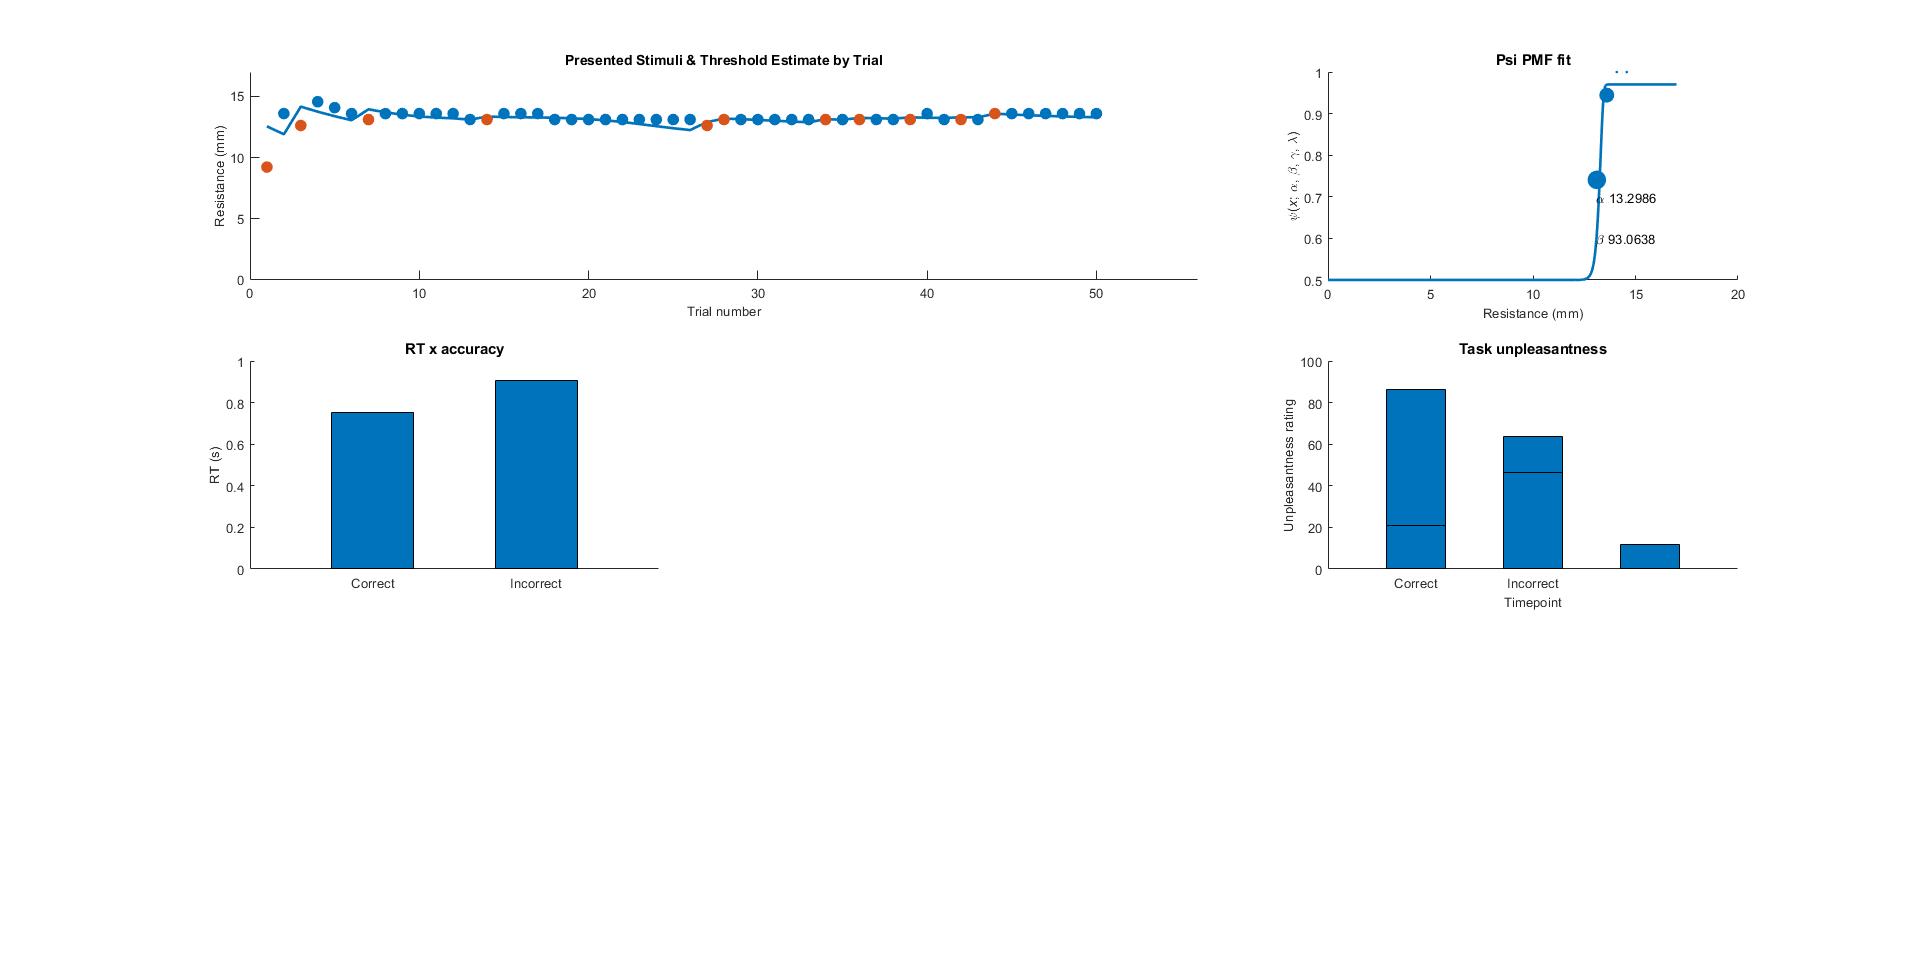 Presented Stimuli & Threshold Estimate by Trial
Resistance (mm)
15
10
5
0
0 10 20 30 40 50
Trial number
Psi PMF fit
ψ(x; α, β, γ, λ)
1
0.9
0.8
0.7
0.6
0.5
α 13.2986
β 93.0638
0 5 10 15 20
Resistance (mm)
RT x accuracy
RT (s)
1
0.8
0.6
0.4
0.2
0
Correct Incorrect
Task unpleasantness
Unpleasantness rating
100
80
60
40
20
0
Correct Incorrect
Timepoint